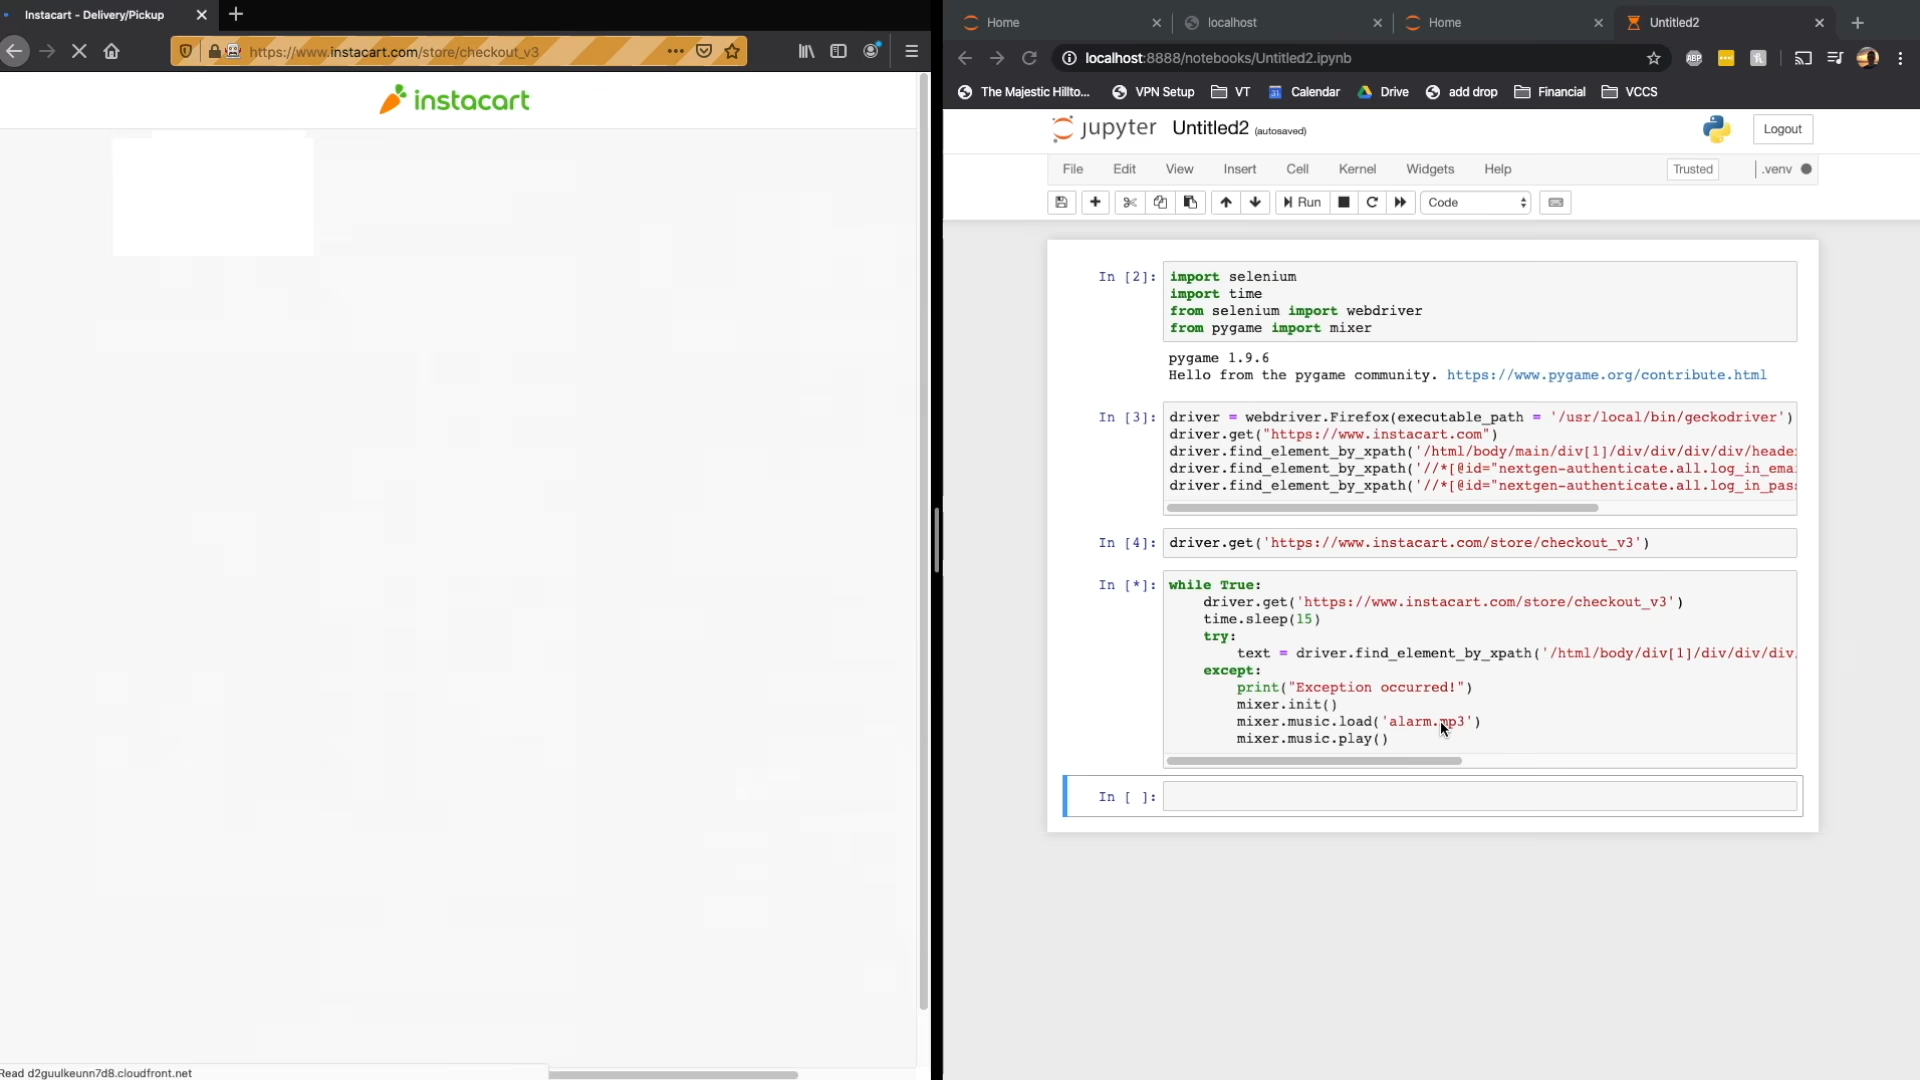 Instacart - Delivery/Pickup
https://www.instacart.com/store/checkout_v3
instacart
Read d2guulkeunn7d8.cloudfront.net
Home
localhost
Home
Untitled2
localhost:8888/notebooks/Untitled2.ipynb
ABP
The Majestic Hillto...
VPN Setup
VT
Calendar
Drive
add drop
Financial
VCCS
jupyter Untitled2 (autosaved)
Logout
File Edit View Insert Cell Kernel Widgets Help
Trusted
.venv
Run
Code
In [2]: import selenium
import time
from selenium import webdriver
from pygame import mixer
pygame 1.9.6
Hello from the pygame community. https://www.pygame.org/contribute.html
In [3]: driver = webdriver.Firefox(executable_path = '/usr/local/bin/geckodriver')
driver.get("https://www.instacart.com")
driver.find_element_by_xpath('/html/body/main/div[1]/div/div/div/div/heade
driver.find_element_by_xpath('//*[@id="nextgen-authenticate.all.log_in_ema
driver.find_element_by_xpath('//*[@id="nextgen-authenticate.all.log_in_pas
In [4]: driver.get('https://www.instacart.com/store/checkout_v3')
In [*]: while True:
driver.get('https://www.instacart.com/store/checkout_v3')
time.sleep(15)
try:
text = driver.find_element_by_xpath('/html/body/div[1]/div/div/div
except:
print("Exception occurred!")
mixer.init()
mixer.music.load('alarm.mp3')
mixer.music.play()
In [ ]: